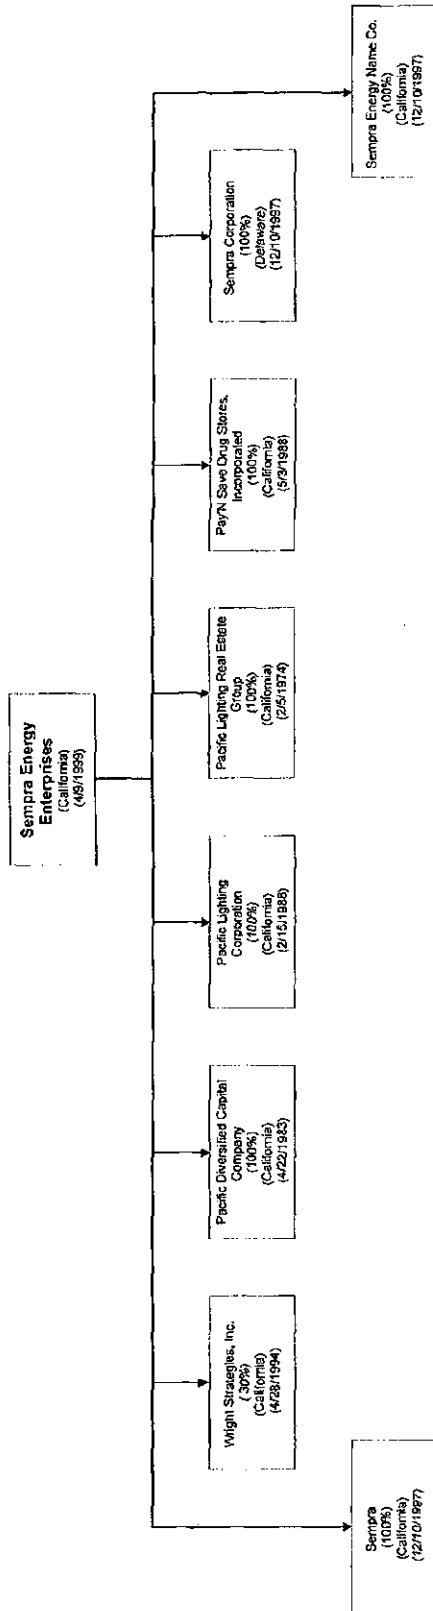 Sempra Energy
Enterprises
(California)
(4/9/1999)
Sempra
(100%)
(California)
(12/10/1997)
Wright Strategies, Inc.
(30%)
(California)
(4/28/1994)
Pacific Diversified Capital
Company
(100%)
(California)
(4/22/1983)
Pacific Lighting
Corporation
(100%)
(California)
(2/15/1988)
Pacific Lighting Real Estate
Group
(100%)
(California)
(2/5/1974)
Pay'N Save Drug Stores,
Incorporated
(100%)
(California)
(5/3/1988)
Sempra Corporation
(100%)
(Delaware)
(12/10/1997)
Sempra Energy Name Co.
(100%)
(California)
(12/10/1997)